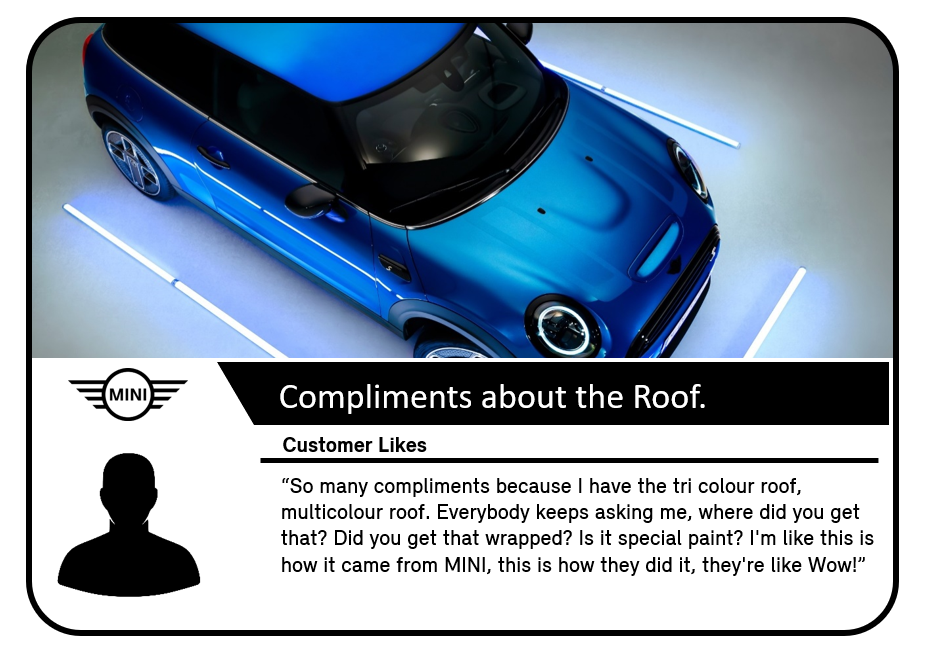 MINI
Compliments about the Roof.
Customer Likes
“So many compliments because I have the tri colour roof,
multicolour roof. Everybody keeps asking me, where did you get
that? Did you get that wrapped? Is it special paint? I'm like this is
how it came from MINI, this is how they did it, they're like Wow!”